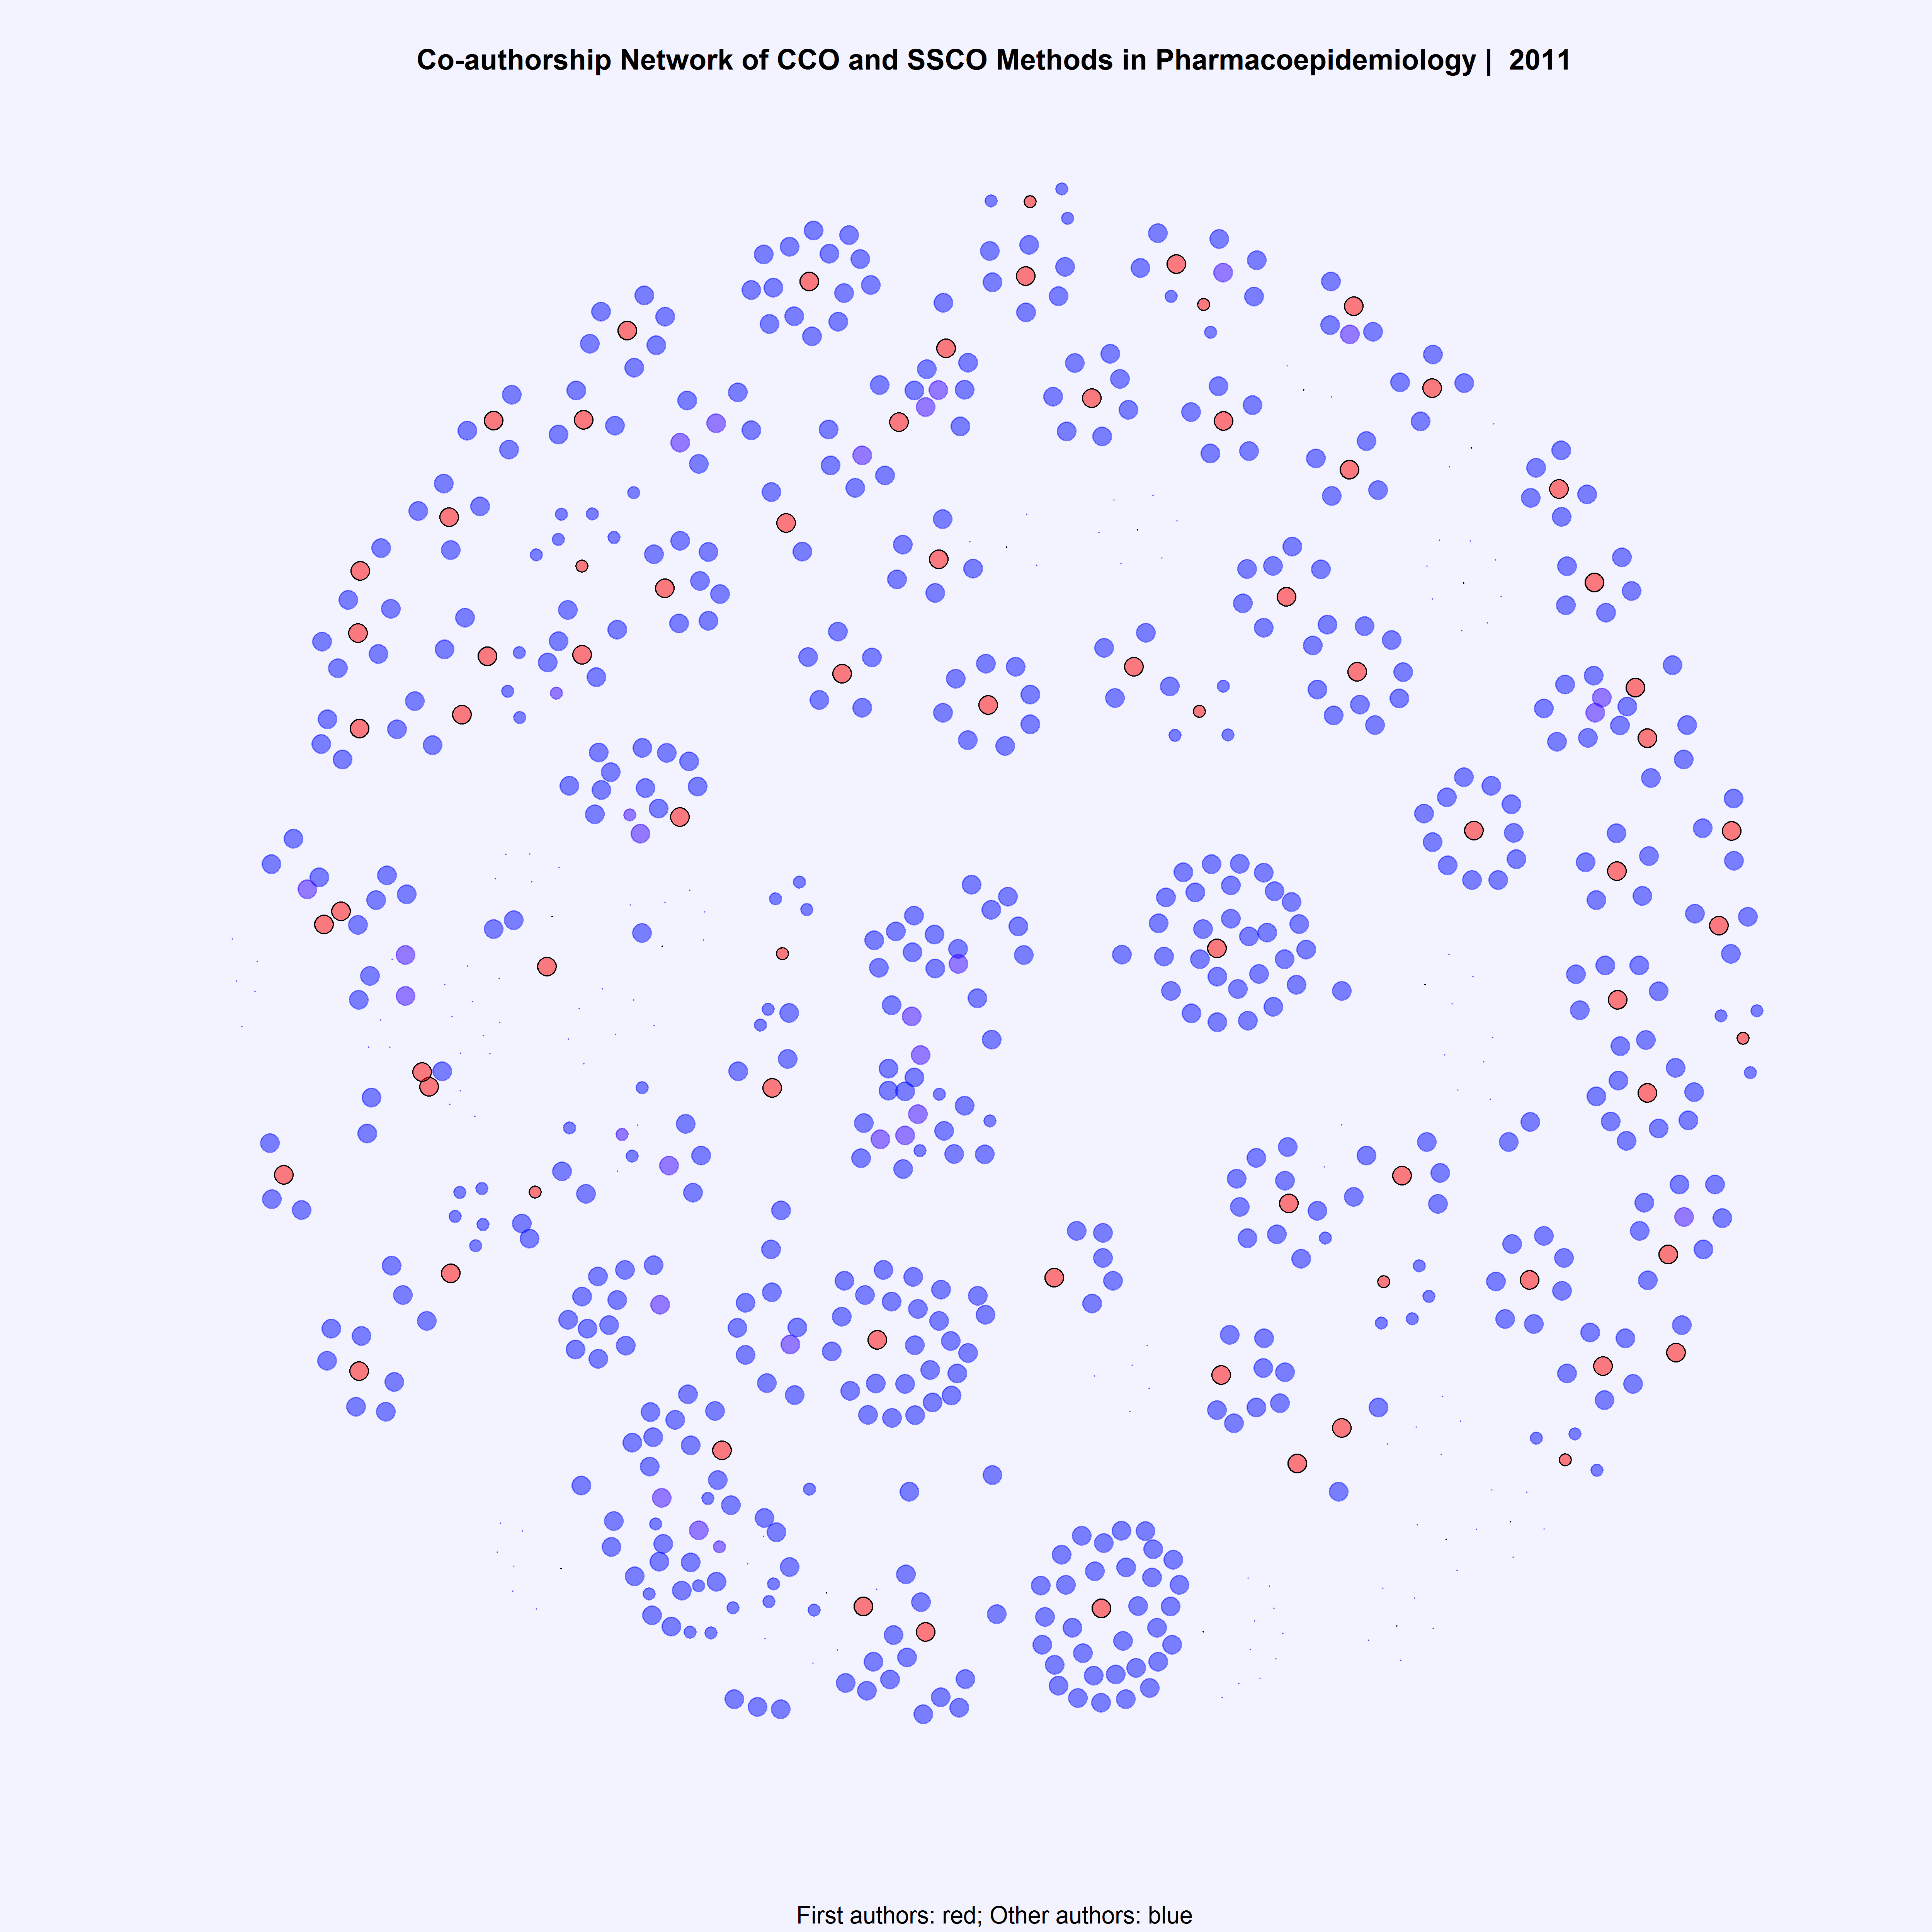 Co-authorship Network of CCO and SSCO Methods in Pharmacoepidemiology | 2011
First authors: red; Other authors: blue